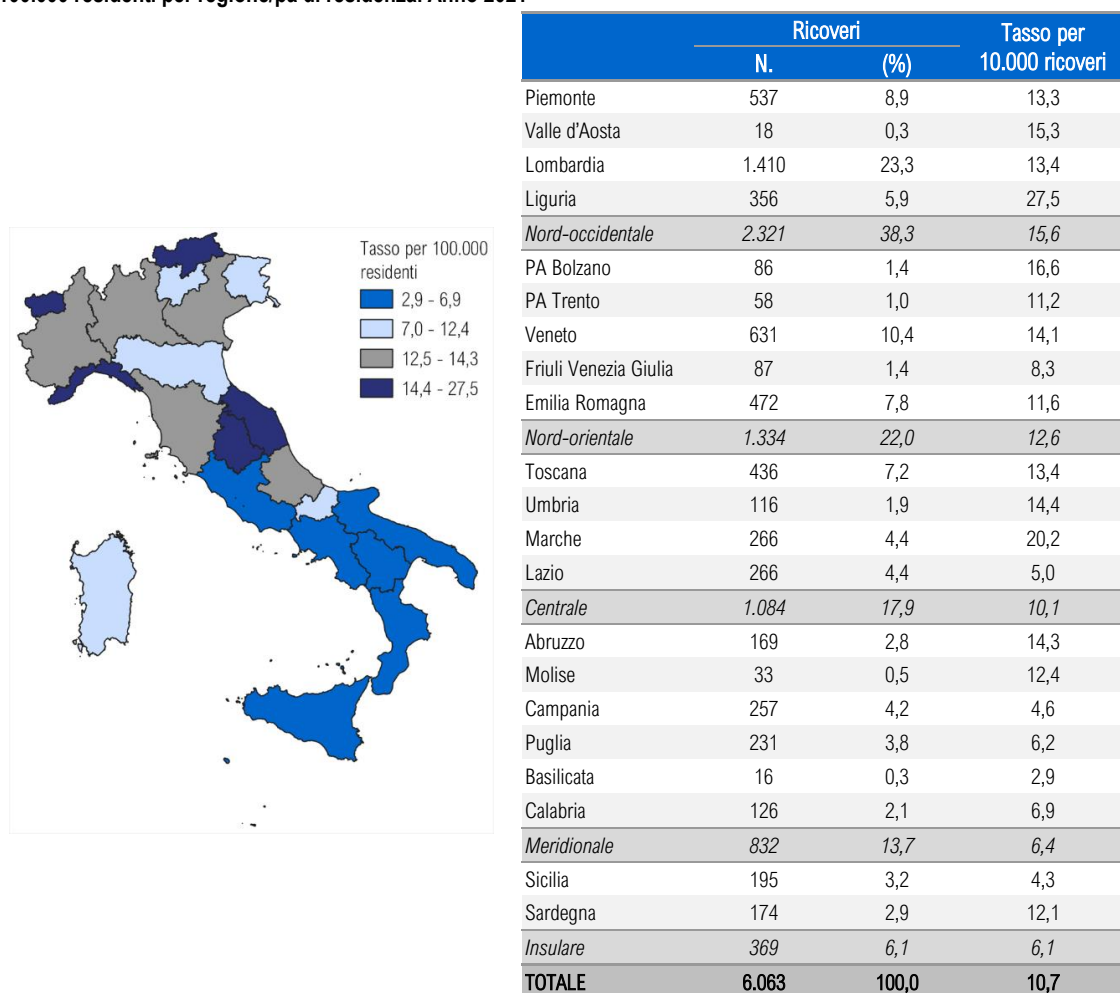 100.000 residenti per regione/pa di residenza. Anno 2021
Tasso per 100.000
residenti
2,9 - 6,9
7,0 - 12,4
12,5 - 14,3
14,4 - 27,5
Ricoveri Tasso per
N. (%) 10.000 ricoveri
Piemonte 537 8,9 13,3
Valle d'Aosta 18 0,3 15,3
Lombardia 1.410 23,3 13,4
Liguria 356 5,9 27,5
Nord-occidentale 2.321 38,3 15,6
PA Bolzano 86 1,4 16,6
PA Trento 58 1,0 11,2
Veneto 631 10,4 14,1
Friuli Venezia Giulia 87 1,4 8,3
Emilia Romagna 472 7,8 11,6
Nord-orientale 1.334 22,0 12,6
Toscana 436 7,2 13,4
Umbria 116 1,9 14,4
Marche 266 4,4 20,2
Lazio 266 4,4 5,0
Centrale 1.084 17,9 10,1
Abruzzo 169 2,8 14,3
Molise 33 0,5 12,4
Campania 257 4,2 4,6
Puglia 231 3,8 6,2
Basilicata 16 0,3 2,9
Calabria 126 2,1 6,9
Meridionale 832 13,7 6,4
Sicilia 195 3,2 4,3
Sardegna 174 2,9 12,1
Insulare 369 6,1 6,1
TOTALE 6.063 100,0 10,7